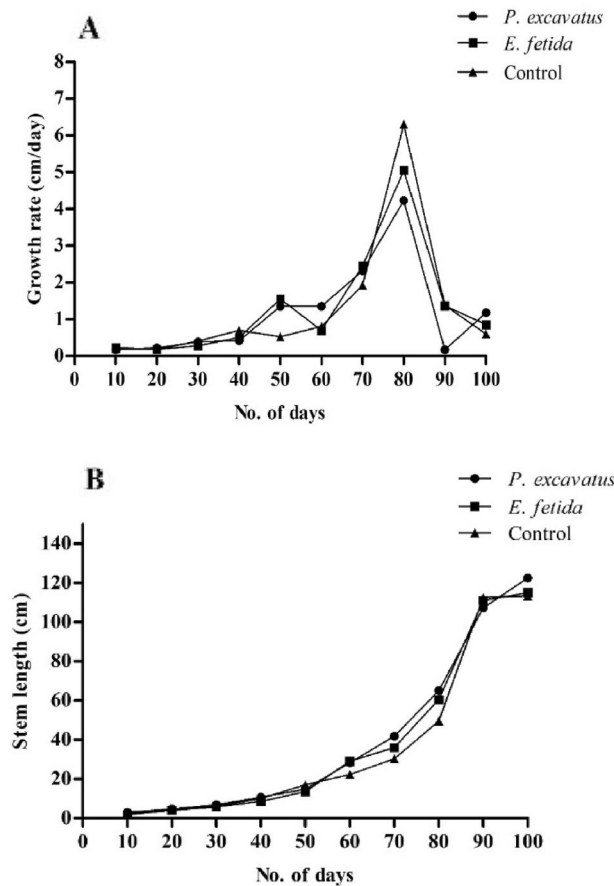 A
P. excavatus
E. fetida
Control
Growth rate (cm/day)
8
7
6
5
4
3
2
1
0
0 10 20 30 40 50 60 70 80 90 100
No. of days
B
P. excavatus
E. fetida
Control
Stem length (cm)
140
120
100
80
60
40
20
0
0 10 20 30 40 50 60 70 80 90 100
No. of days